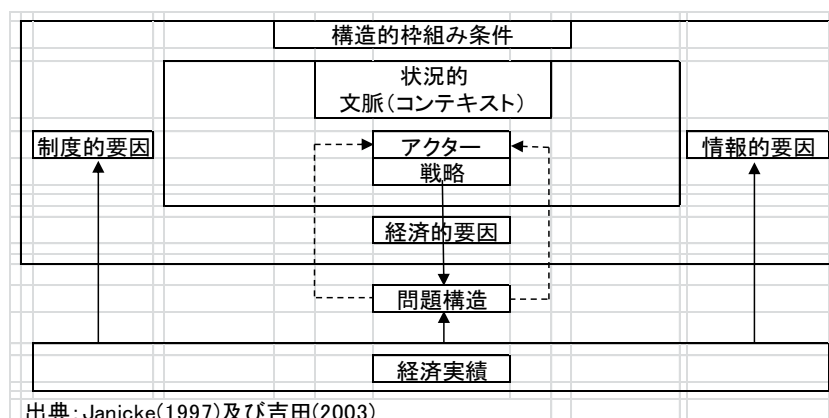 構造的枠組み条件
状況的
文脈(コンテキスト)
制度的要因
アクター
情報的要因
戦略
経済的要因
問題構造
経済実績
出典:Janicke(1997)及び吉田(2003)